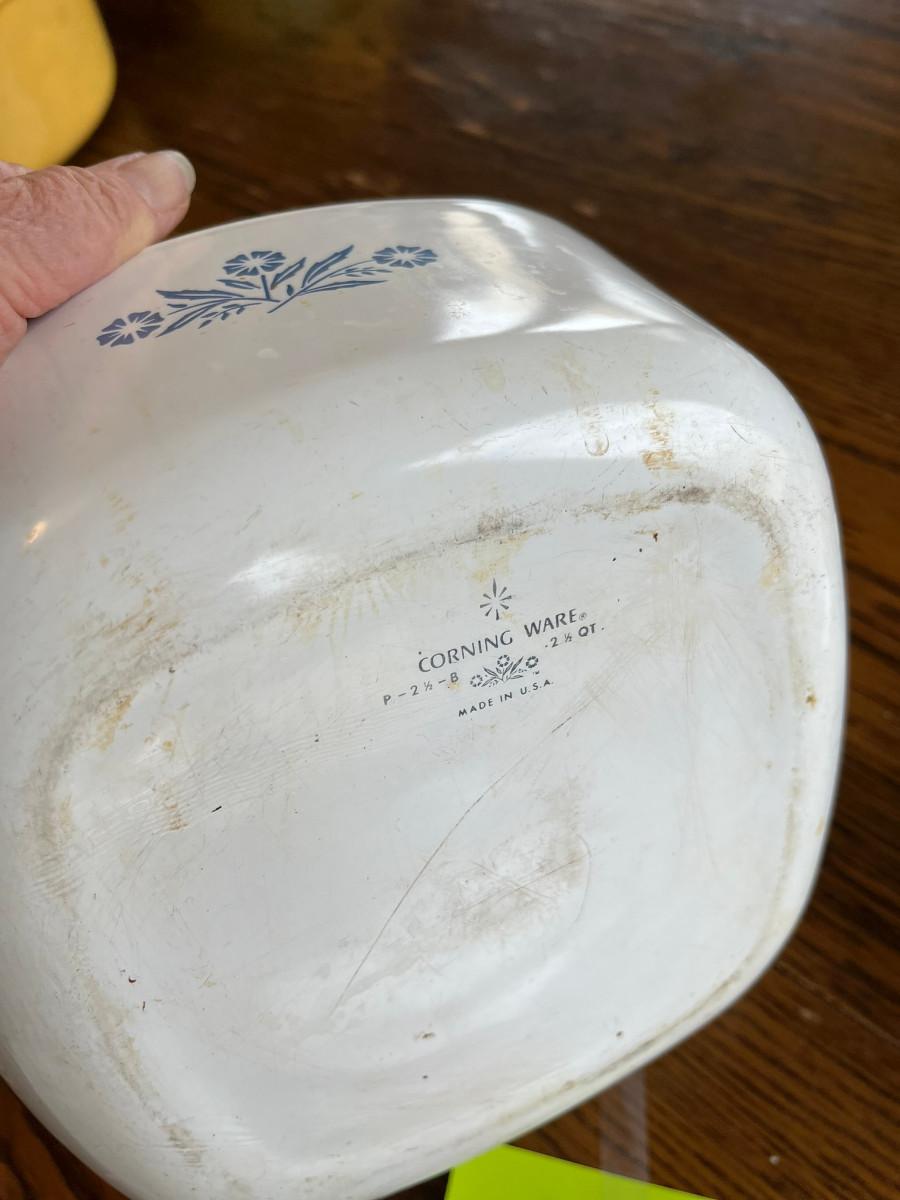 CORNING WARE®
P-2½-B .2½ QT.
MADE IN U.S.A.